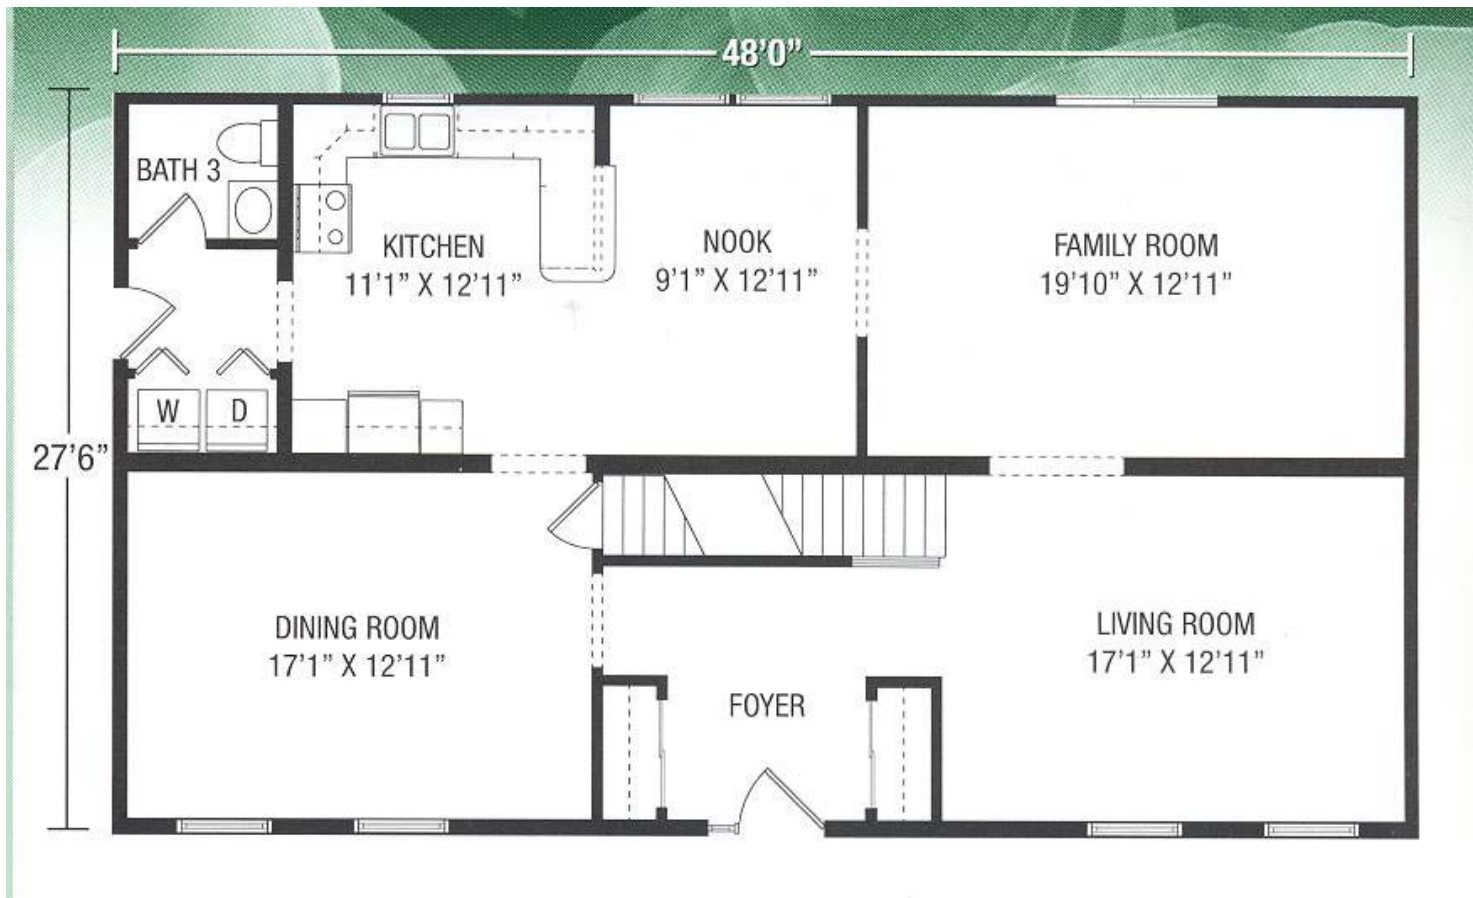 48'0"
BATH 3
KITCHEN
11'1" X 12'11"
NOOK
9'1" X 12'11"
FAMILY ROOM
19'10" X 12'11"
W
D
27'6"
DINING ROOM
17'1" X 12'11"
LIVING ROOM
17'1" X 12'11"
FOYER